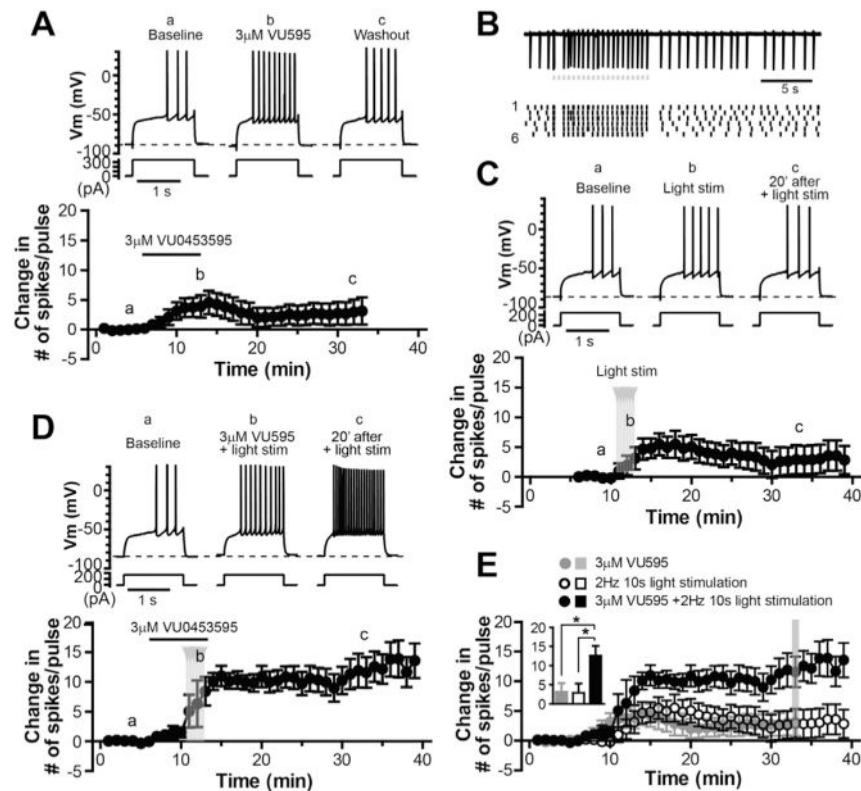 A
a
Baseline
b
3μM VU595
c
Washout
Vm (mV)
0
-50
-100
300
0
(pA)
1 s
3μM VU0453595
Change in
# of spikes/pulse
20
15
10
5
0
-5
a
b
c
0 10 20 30 40
Time (min)
B
5 s
1
6
C
a
Baseline
b
Light stim
c
20' after
+ light stim
Vm (mV)
0
-50
-100
200
0
(pA)
1 s
Light stim
Change in
# of spikes/pulse
20
15
10
5
0
-5
a
b
c
0 10 20 30 40
Time (min)
D
a
Baseline
b
3μM VU595
+ light stim
c
20' after
+ light stim
Vm (mV)
0
-50
-100
200
0
(pA)
1 s
3μM VU0453595
Change in
# of spikes/pulse
20
15
10
5
0
-5
a
b
c
0 10 20 30 40
Time (min)
E
3μM VU595
2Hz 10s light stimulation
3μM VU595 +2Hz 10s light stimulation
Change in
# of spikes/pulse
20
15
10
5
0
-5
20
15
10
5
0
*
*
0 10 20 30 40
Time (min)